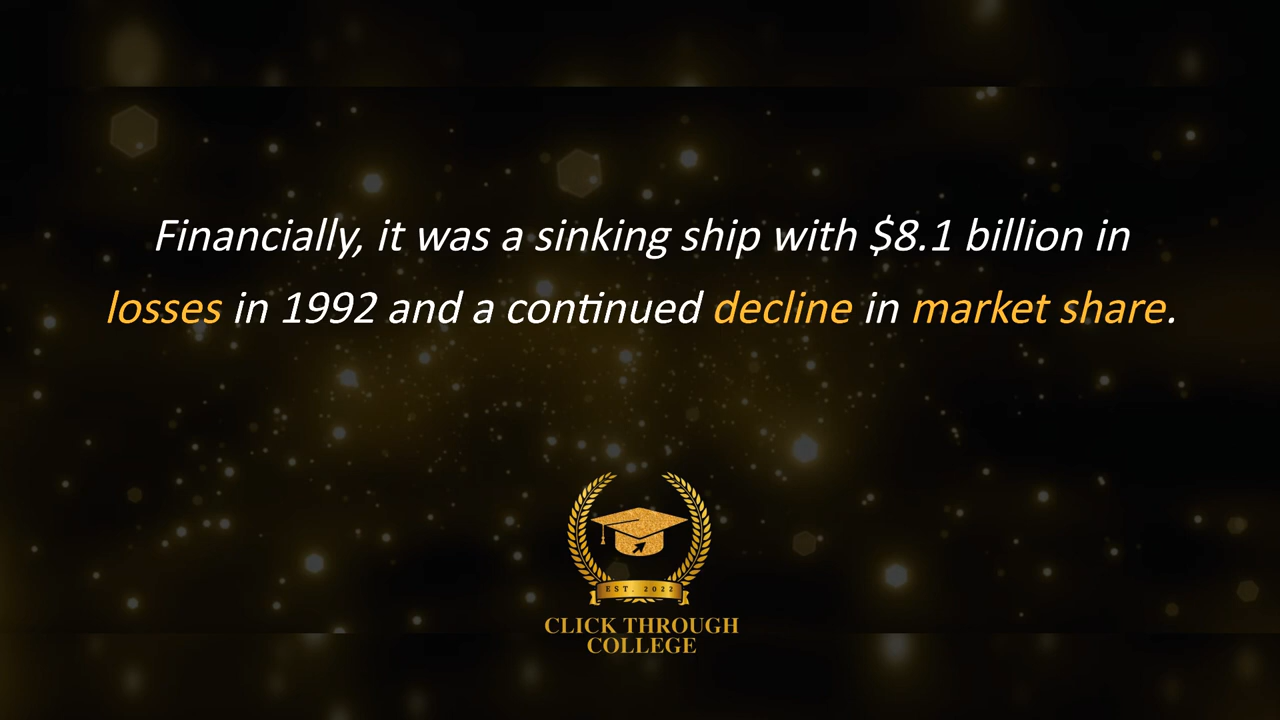 Financially, it was a sinking ship with $8.1 billion in
losses in 1992 and a continued decline in market share.
EST. 2022
CLICK THROUGH
COLLEGE